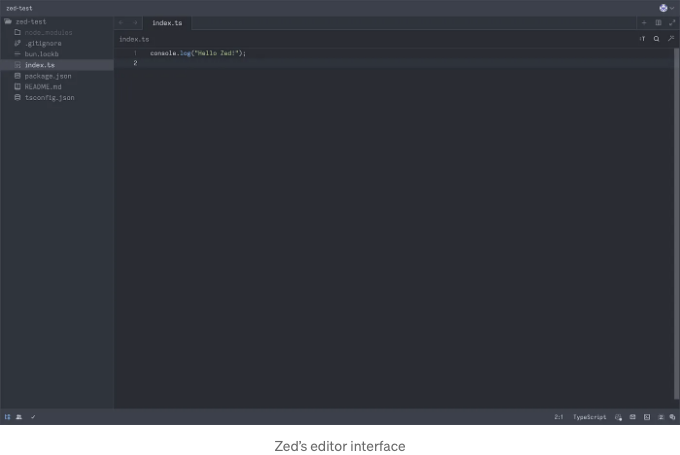 zed-test
zed-test
node_modules
.gitignore
bun.lockb
index.ts
package.json
README.md
tsconfig.json
index.ts
index.ts
1 console.log("Hello Zed!");
2
2:1 TypeScript
Zed’s editor interface